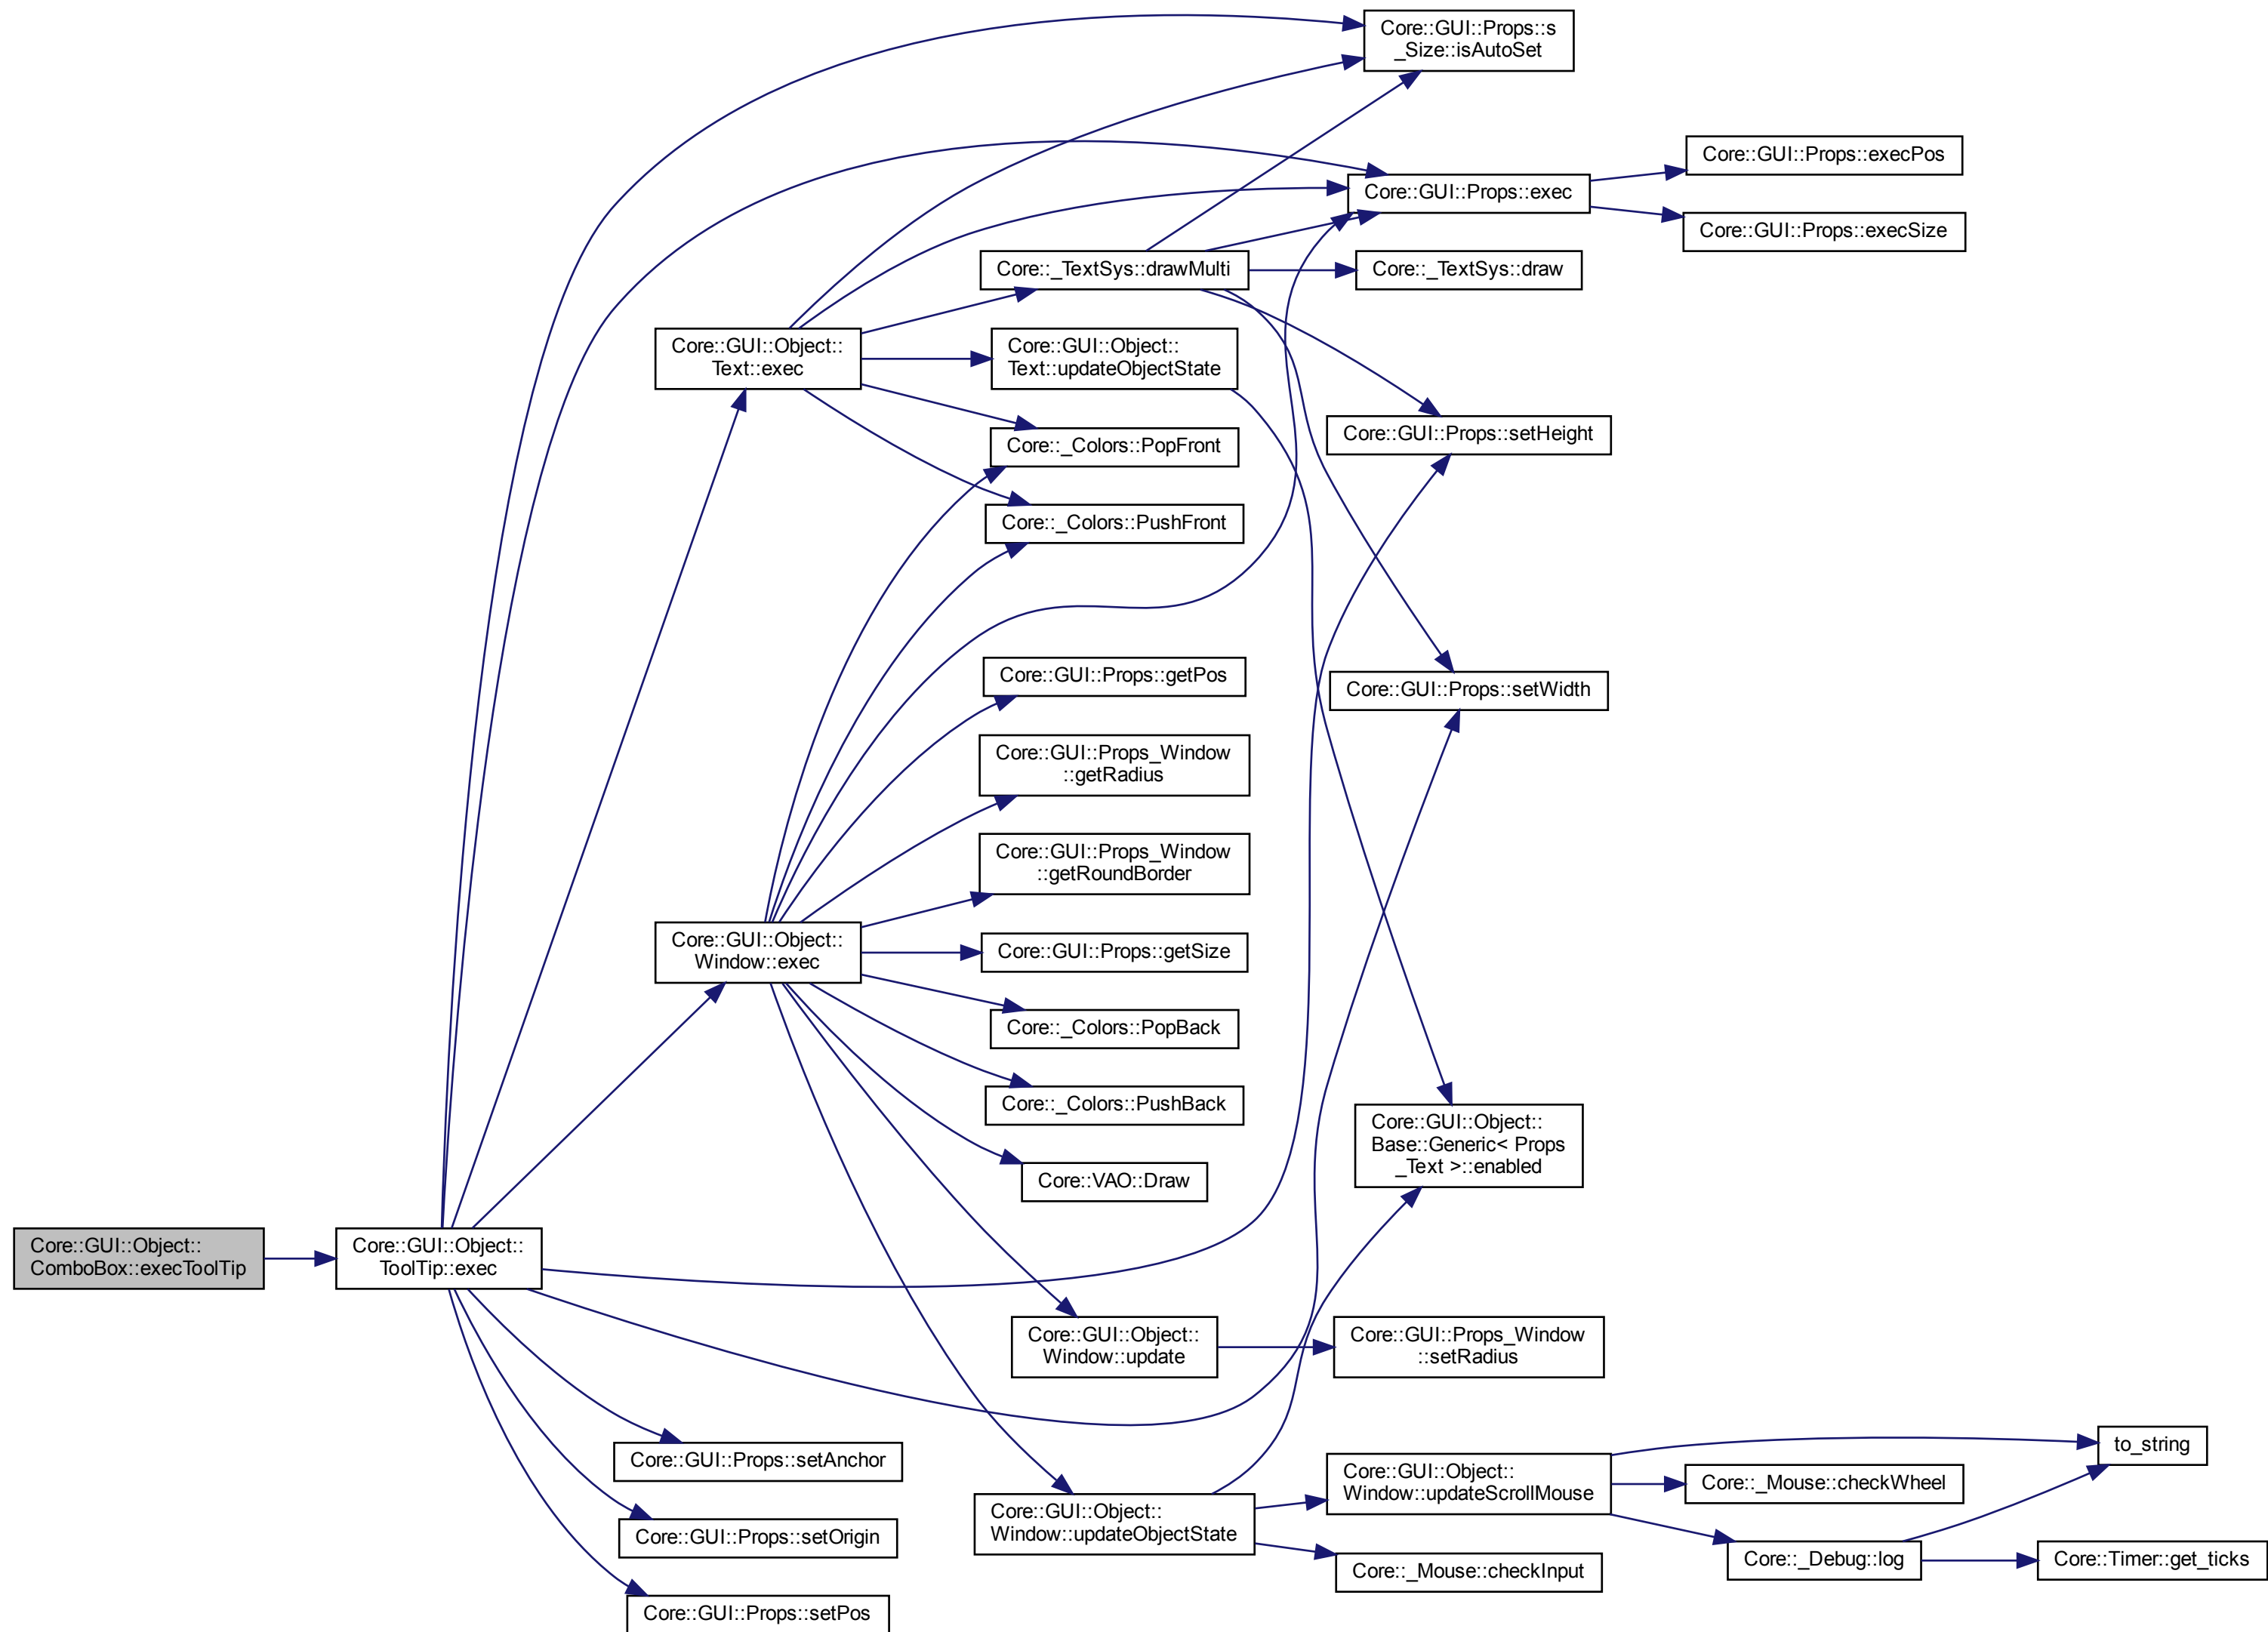 Core::GUI::Props::s
_Size::isAutoSet
Core::GUI::Props::execPos
Core::GUI::Props::exec
Core::GUI::Props::execSize
Core::_TextSys::drawMulti
Core::_TextSys::draw
Core::GUI::Object::
Text::exec
Core::GUI::Object::
Text::updateObjectState
Core::GUI::Props::setHeight
Core::_Colors::PopFront
Core::_Colors::PushFront
Core::GUI::Props::getPos
Core::GUI::Props::setWidth
Core::GUI::Props_Window
::getRadius
Core::GUI::Props_Window
::getRoundBorder
Core::GUI::Object::
Window::exec
Core::GUI::Props::getSize
Core::_Colors::PopBack
Core::_Colors::PushBack
Core::GUI::Object::
Base::Generic< Props
_Text >::enabled
Core::VAO::Draw
Core::GUI::Object::
ComboBox::execToolTip
Core::GUI::Object::
ToolTip::exec
Core::GUI::Object::
Window::update
Core::GUI::Props_Window
::setRadius
Core::GUI::Props::setAnchor
to_string
Core::GUI::Object::
Window::updateScrollMouse
Core::_Mouse::checkWheel
Core::GUI::Object::
Window::updateObjectState
Core::GUI::Props::setOrigin
Core::_Debug::log
Core::Timer::get_ticks
Core::_Mouse::checkInput
Core::GUI::Props::setPos